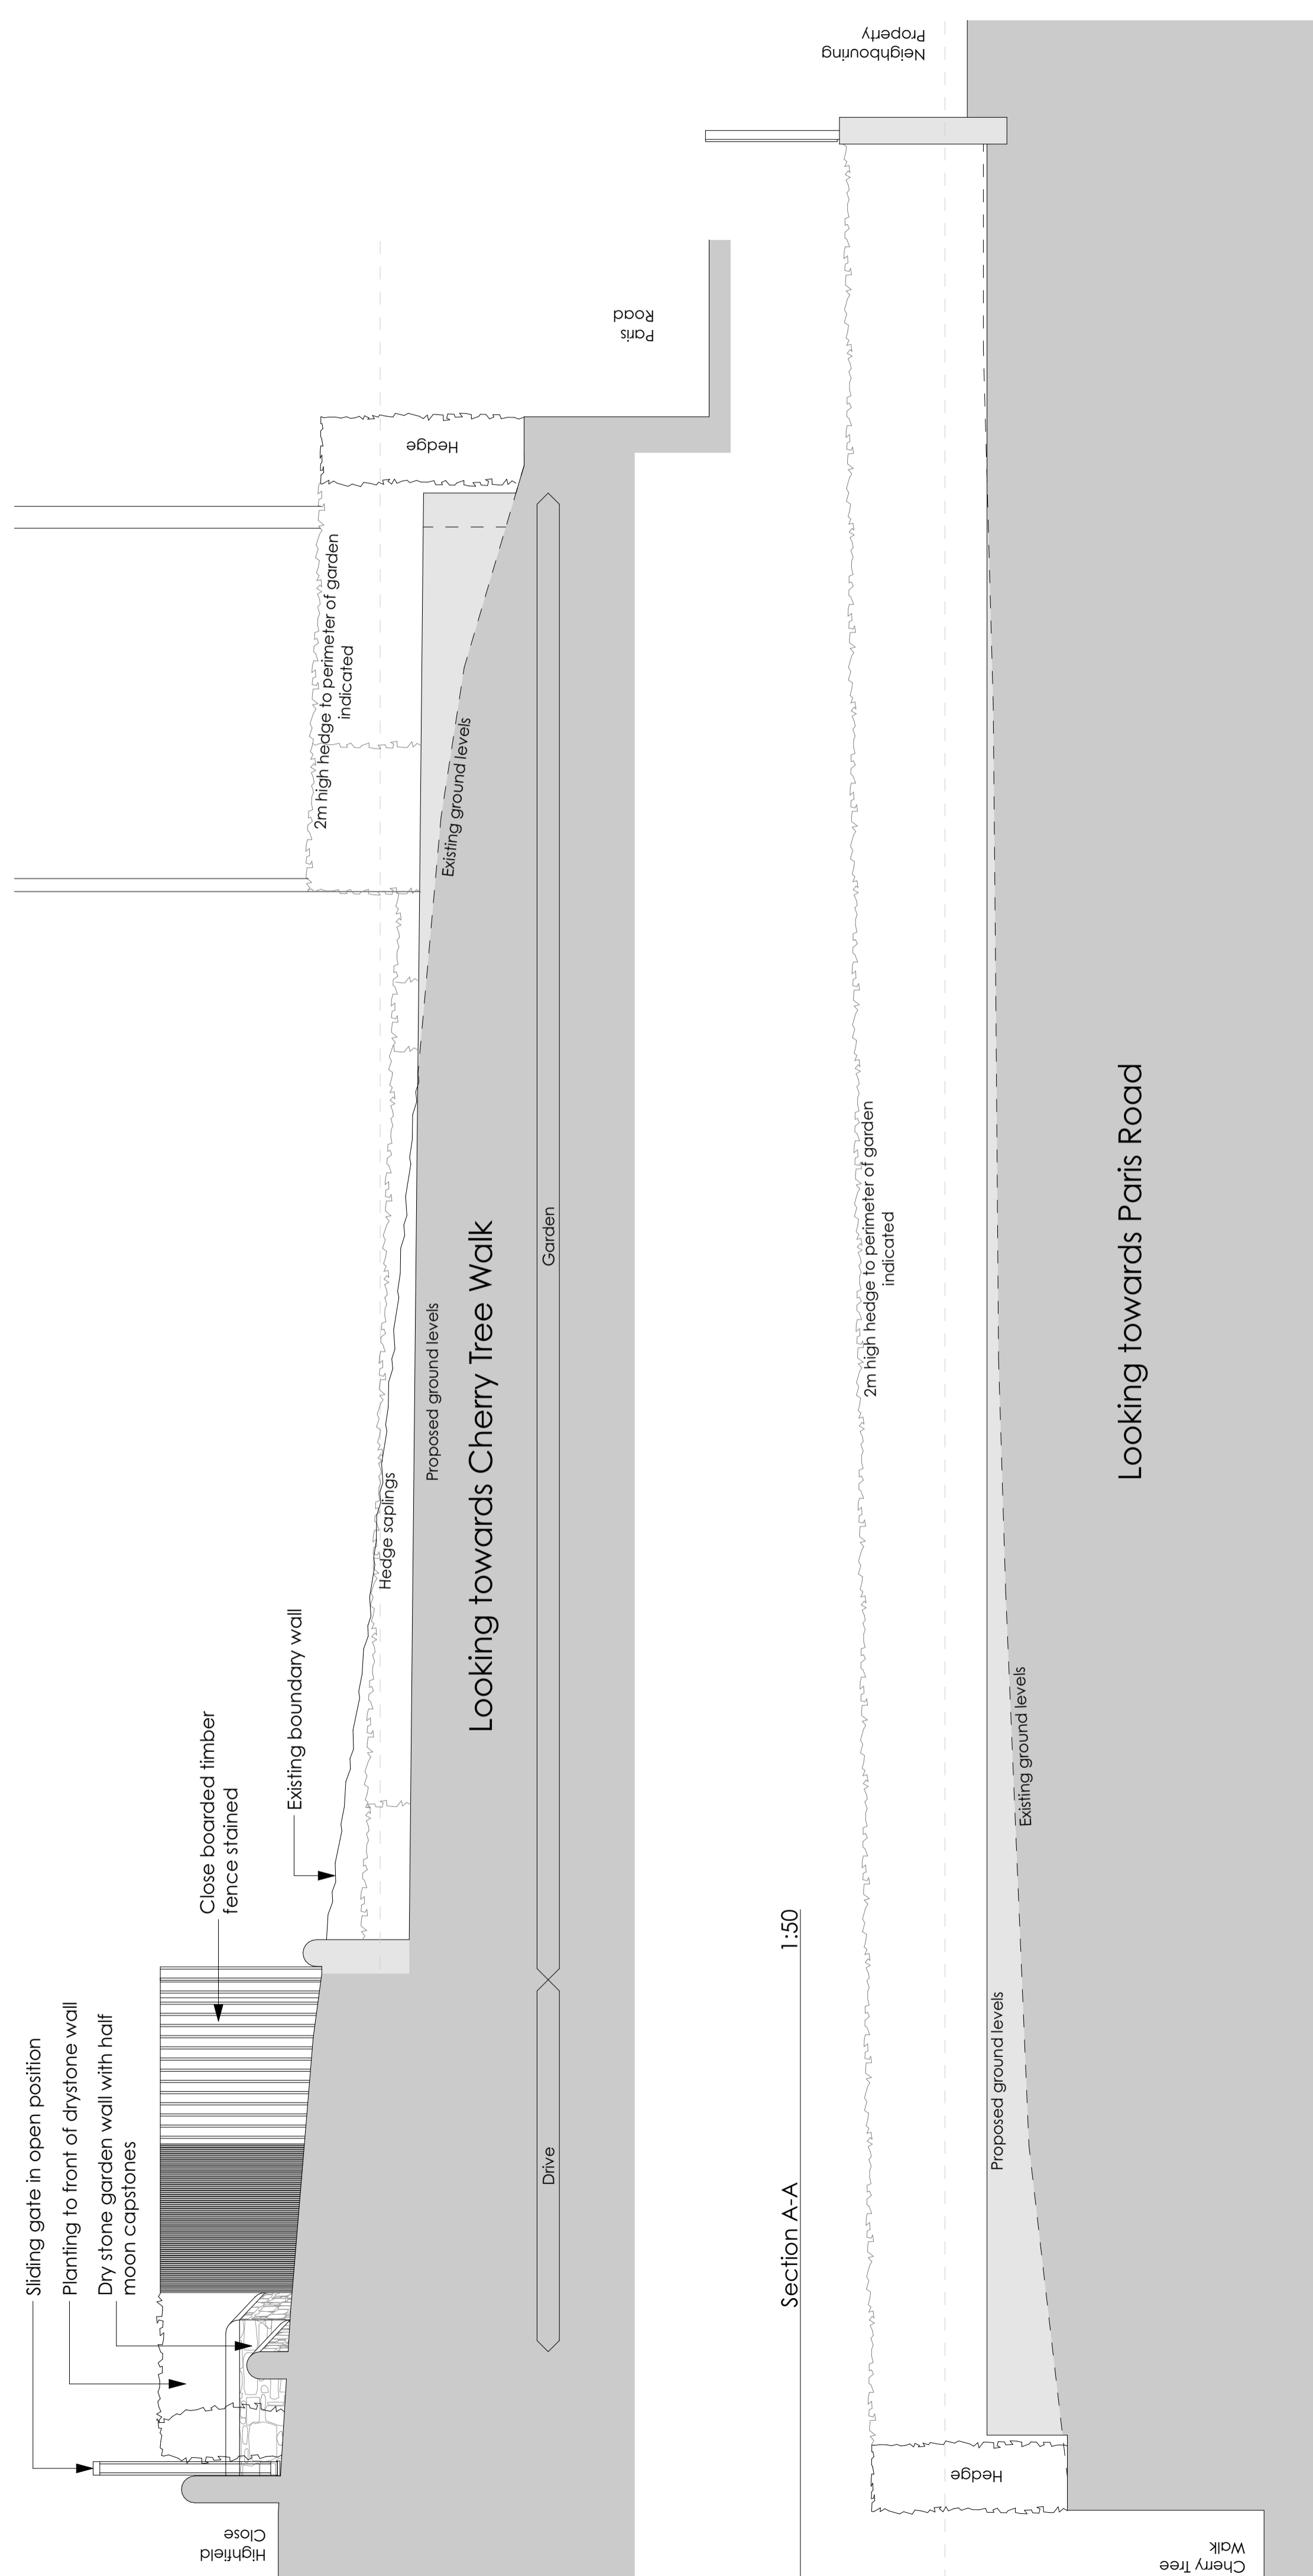 Sliding gate in open position
Planting to front of drystone wall
Dry stone garden wall with half
moon capstones
Close boarded timber
fence stained
Existing boundary wall
2m high hedge to perimeter of garden
indicated
Hedge saplings
Existing ground levels
Proposed ground levels
Hedge
Highfield
Close
Paris
Road
Looking towards Cherry Tree Walk
Drive
Garden
Section A-A
1:50
2m high hedge to perimeter of garden
indicated
Hedge
Proposed ground levels
Existing ground levels
Cherry Tree
Walk
Neighbouring
Property
Looking towards Paris Road